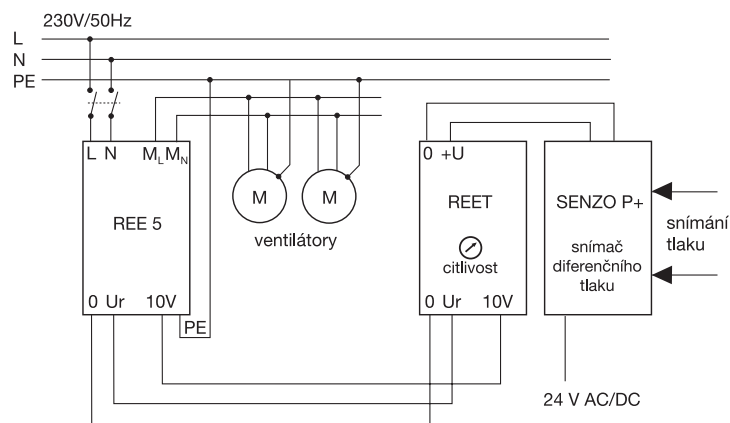 230V/50Hz
L
N
PE
L N M_L M_N
0 +U
M
M
REE 5
ventilátory
REET
citlivost
SENZO P+
snímač
diferenčního
tlaku
snímání
tlaku
0 Ur 10V
PE
0 Ur 10V
24 V AC/DC